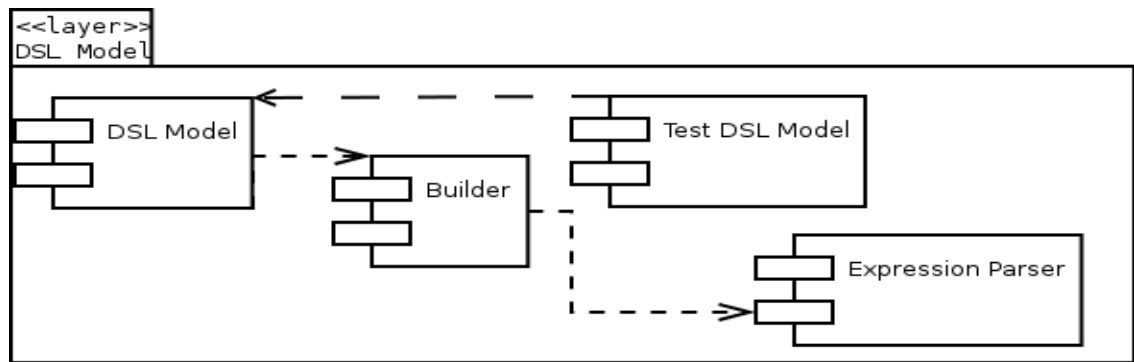 <<layer>>
DSL Model
DSL Model
Test DSL Model
Builder
Expression Parser